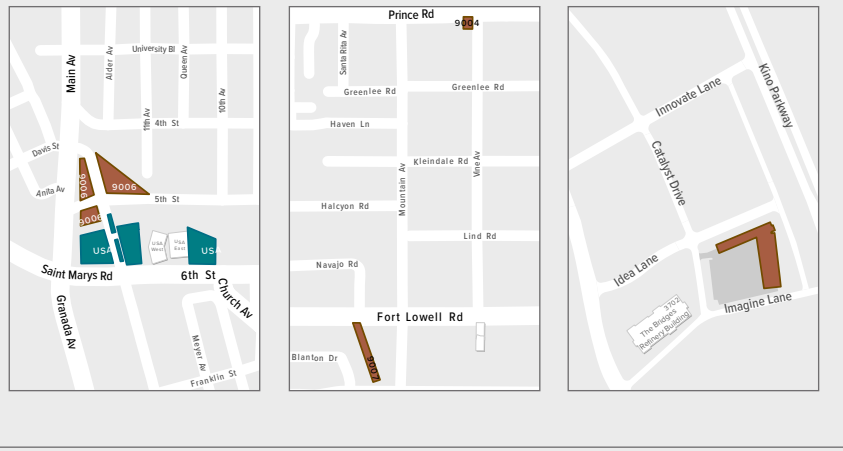 University Bl
Main Av
Alder Av
Queen Av
10th Av
11th Av
4th St
Davis St
9006
9006
Anita Av
5th St
9006
USA
USA
West
USA
East
USA
Saint Marys Rd
6th St
Church Av
Granada Av
Meyer Av
Franklin St
Prince Rd
9004
Santa Rita Av
Greenlee Rd
Greenlee Rd
Haven Ln
Kleindale Rd
Vine Av
Mountain Av
Halcyon Rd
Lind Rd
Navajo Rd
Fort Lowell Rd
Blanton Dr
9007
Kino Parkway
Innovate Lane
Catalyst Drive
Idea Lane
Imagine Lane
3702
The Bridges
Refinery Building